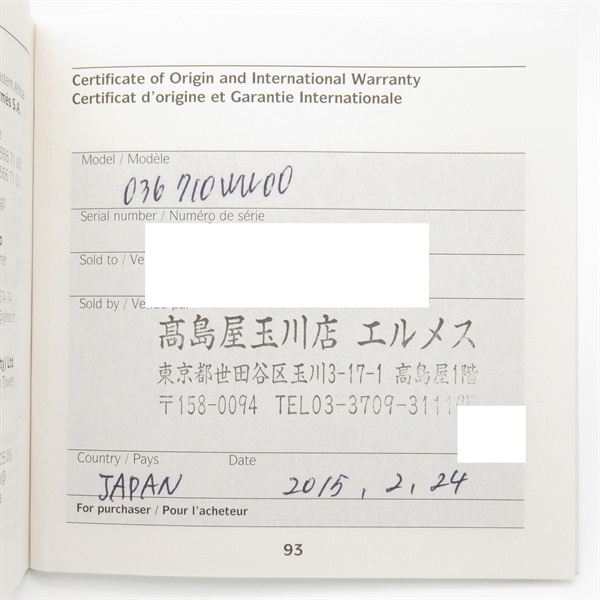 Certificate of Origin and International Warranty
Certificat d'origine et Garantie Internationale
Model / Modèle
036 710WW00
Serial number / Numéro de série
Sold to /
Sold by /
高島屋玉川店 エルメス
東京都世田谷区玉川3-17-1 高島屋1階
〒158-0094 TEL03-3709-3111
Country / Pays Date
JAPAN 2015, 2, 24
For purchaser / Pour l'acheteur
93